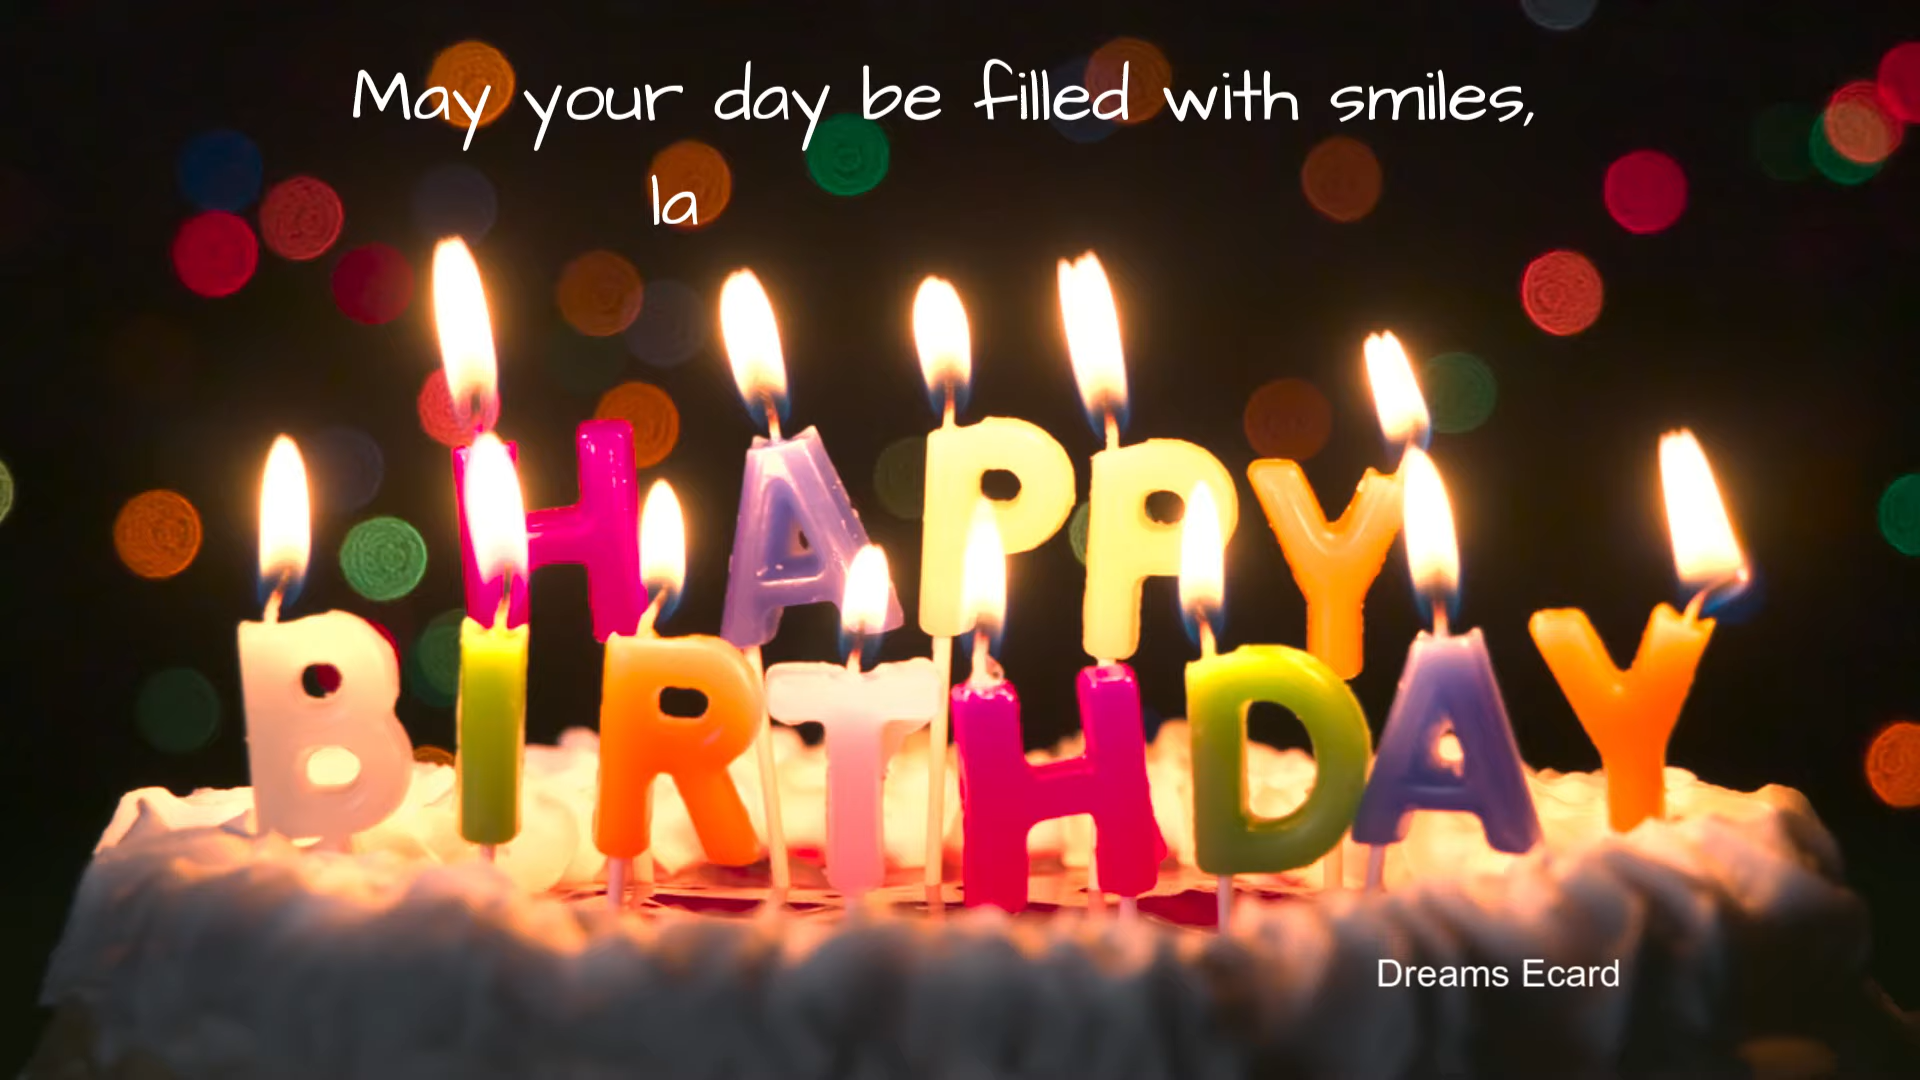 May your day be filled with smiles,
la
HAPPY
BIRTHDAY
Dreams Ecard